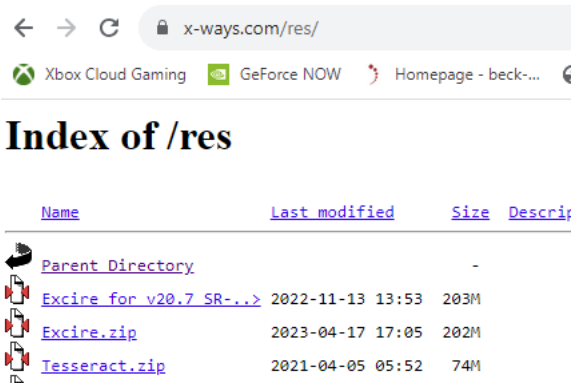 x-ways.com/res/
Xbox Cloud Gaming GeForce NOW Homepage - beck-...
Index of /res
Name Last modified Size Descrip
Parent Directory -
Excire for v20.7 SR-..> 2022-11-13 13:53 203M
Excire.zip 2023-04-17 17:05 202M
Tesseract.zip 2021-04-05 05:52 74M